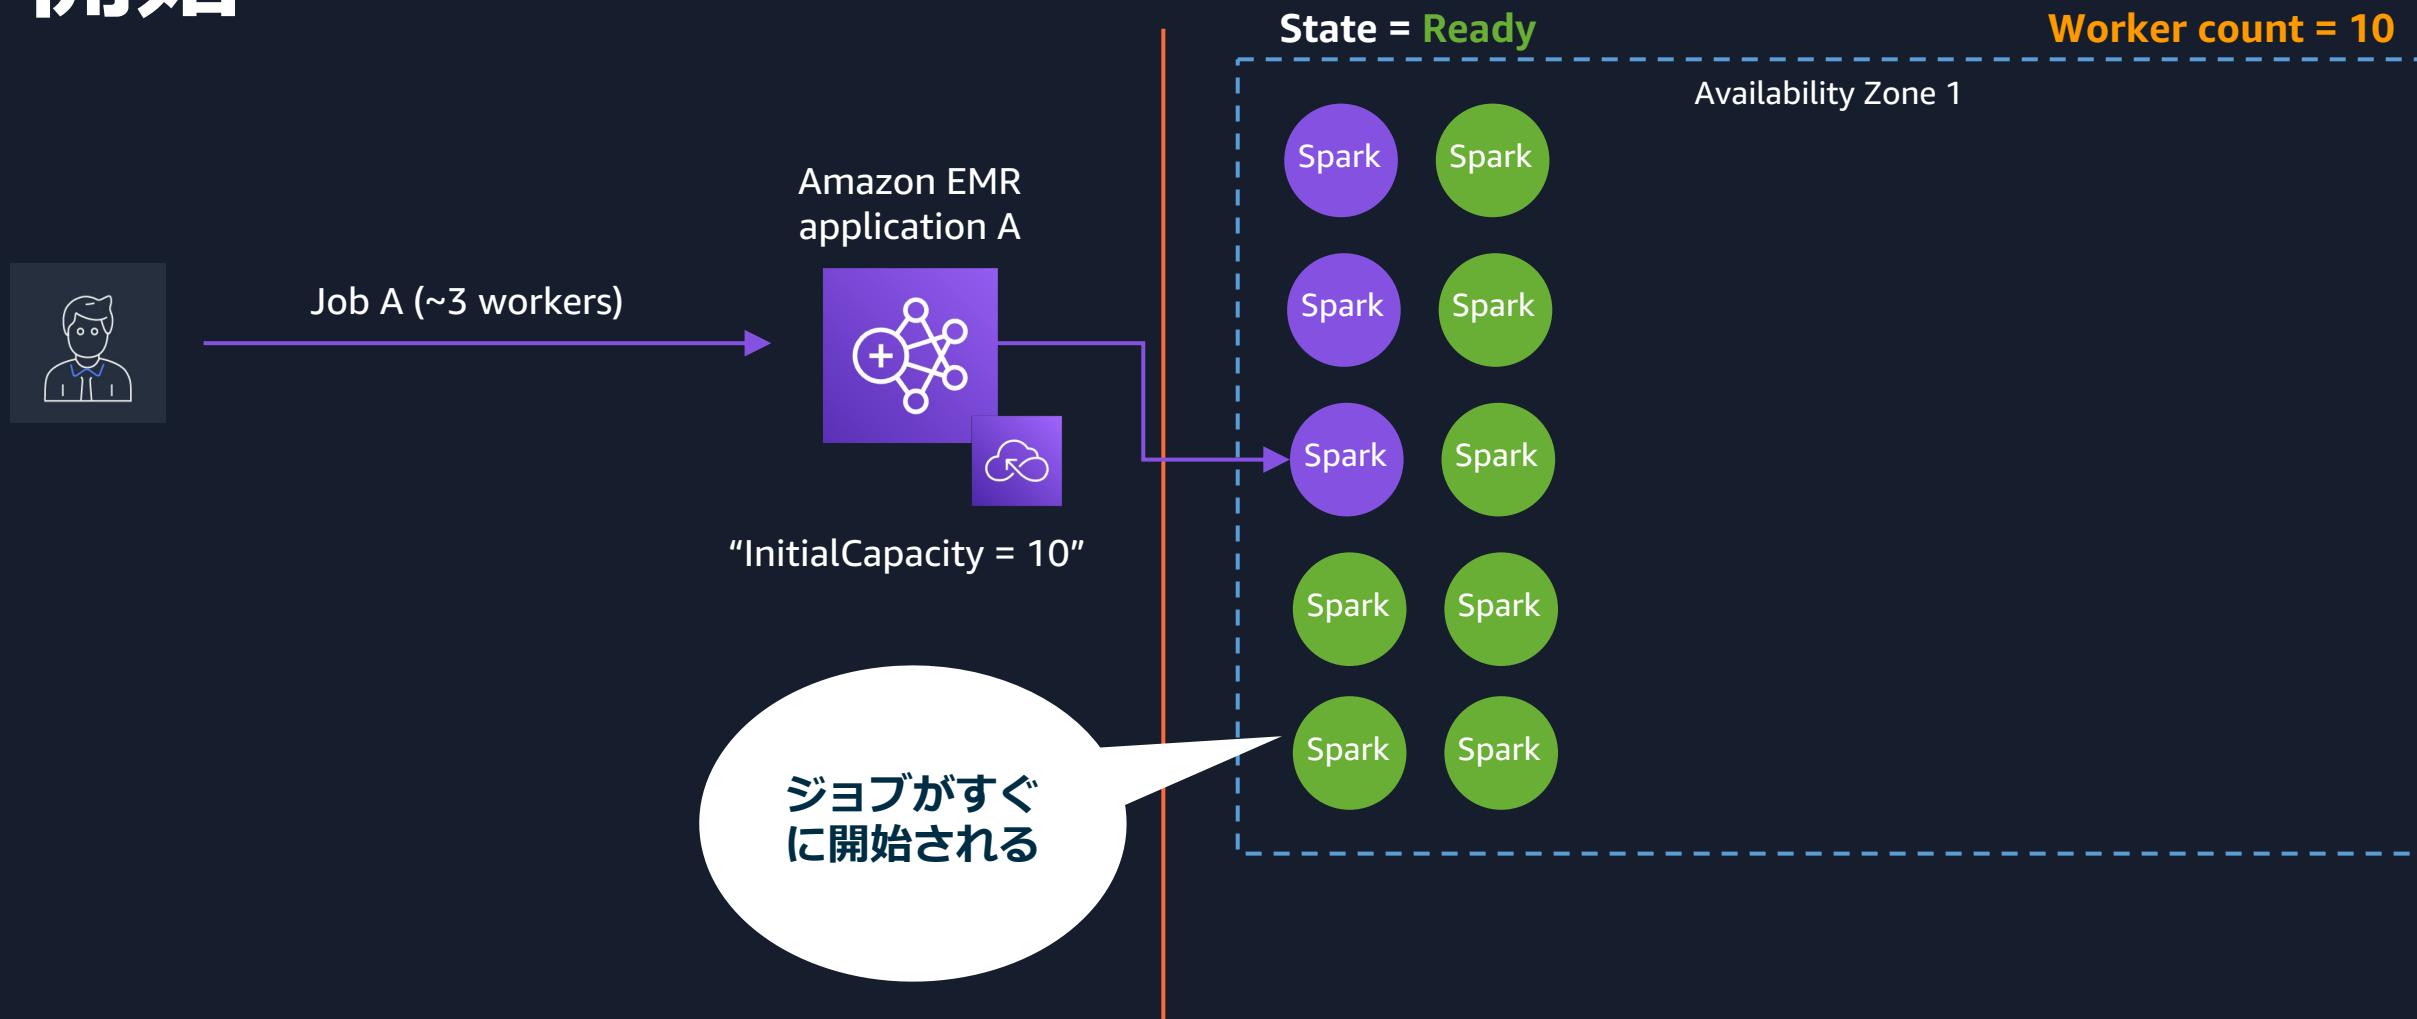 開始
State = Ready
Worker count = 10
Availability Zone 1
Amazon EMR
application A
Job A (~3 workers)
“InitialCapacity = 10”
Spark Spark
Spark Spark
Spark Spark
Spark Spark
Spark Spark
ジョブがすぐ
に開始される